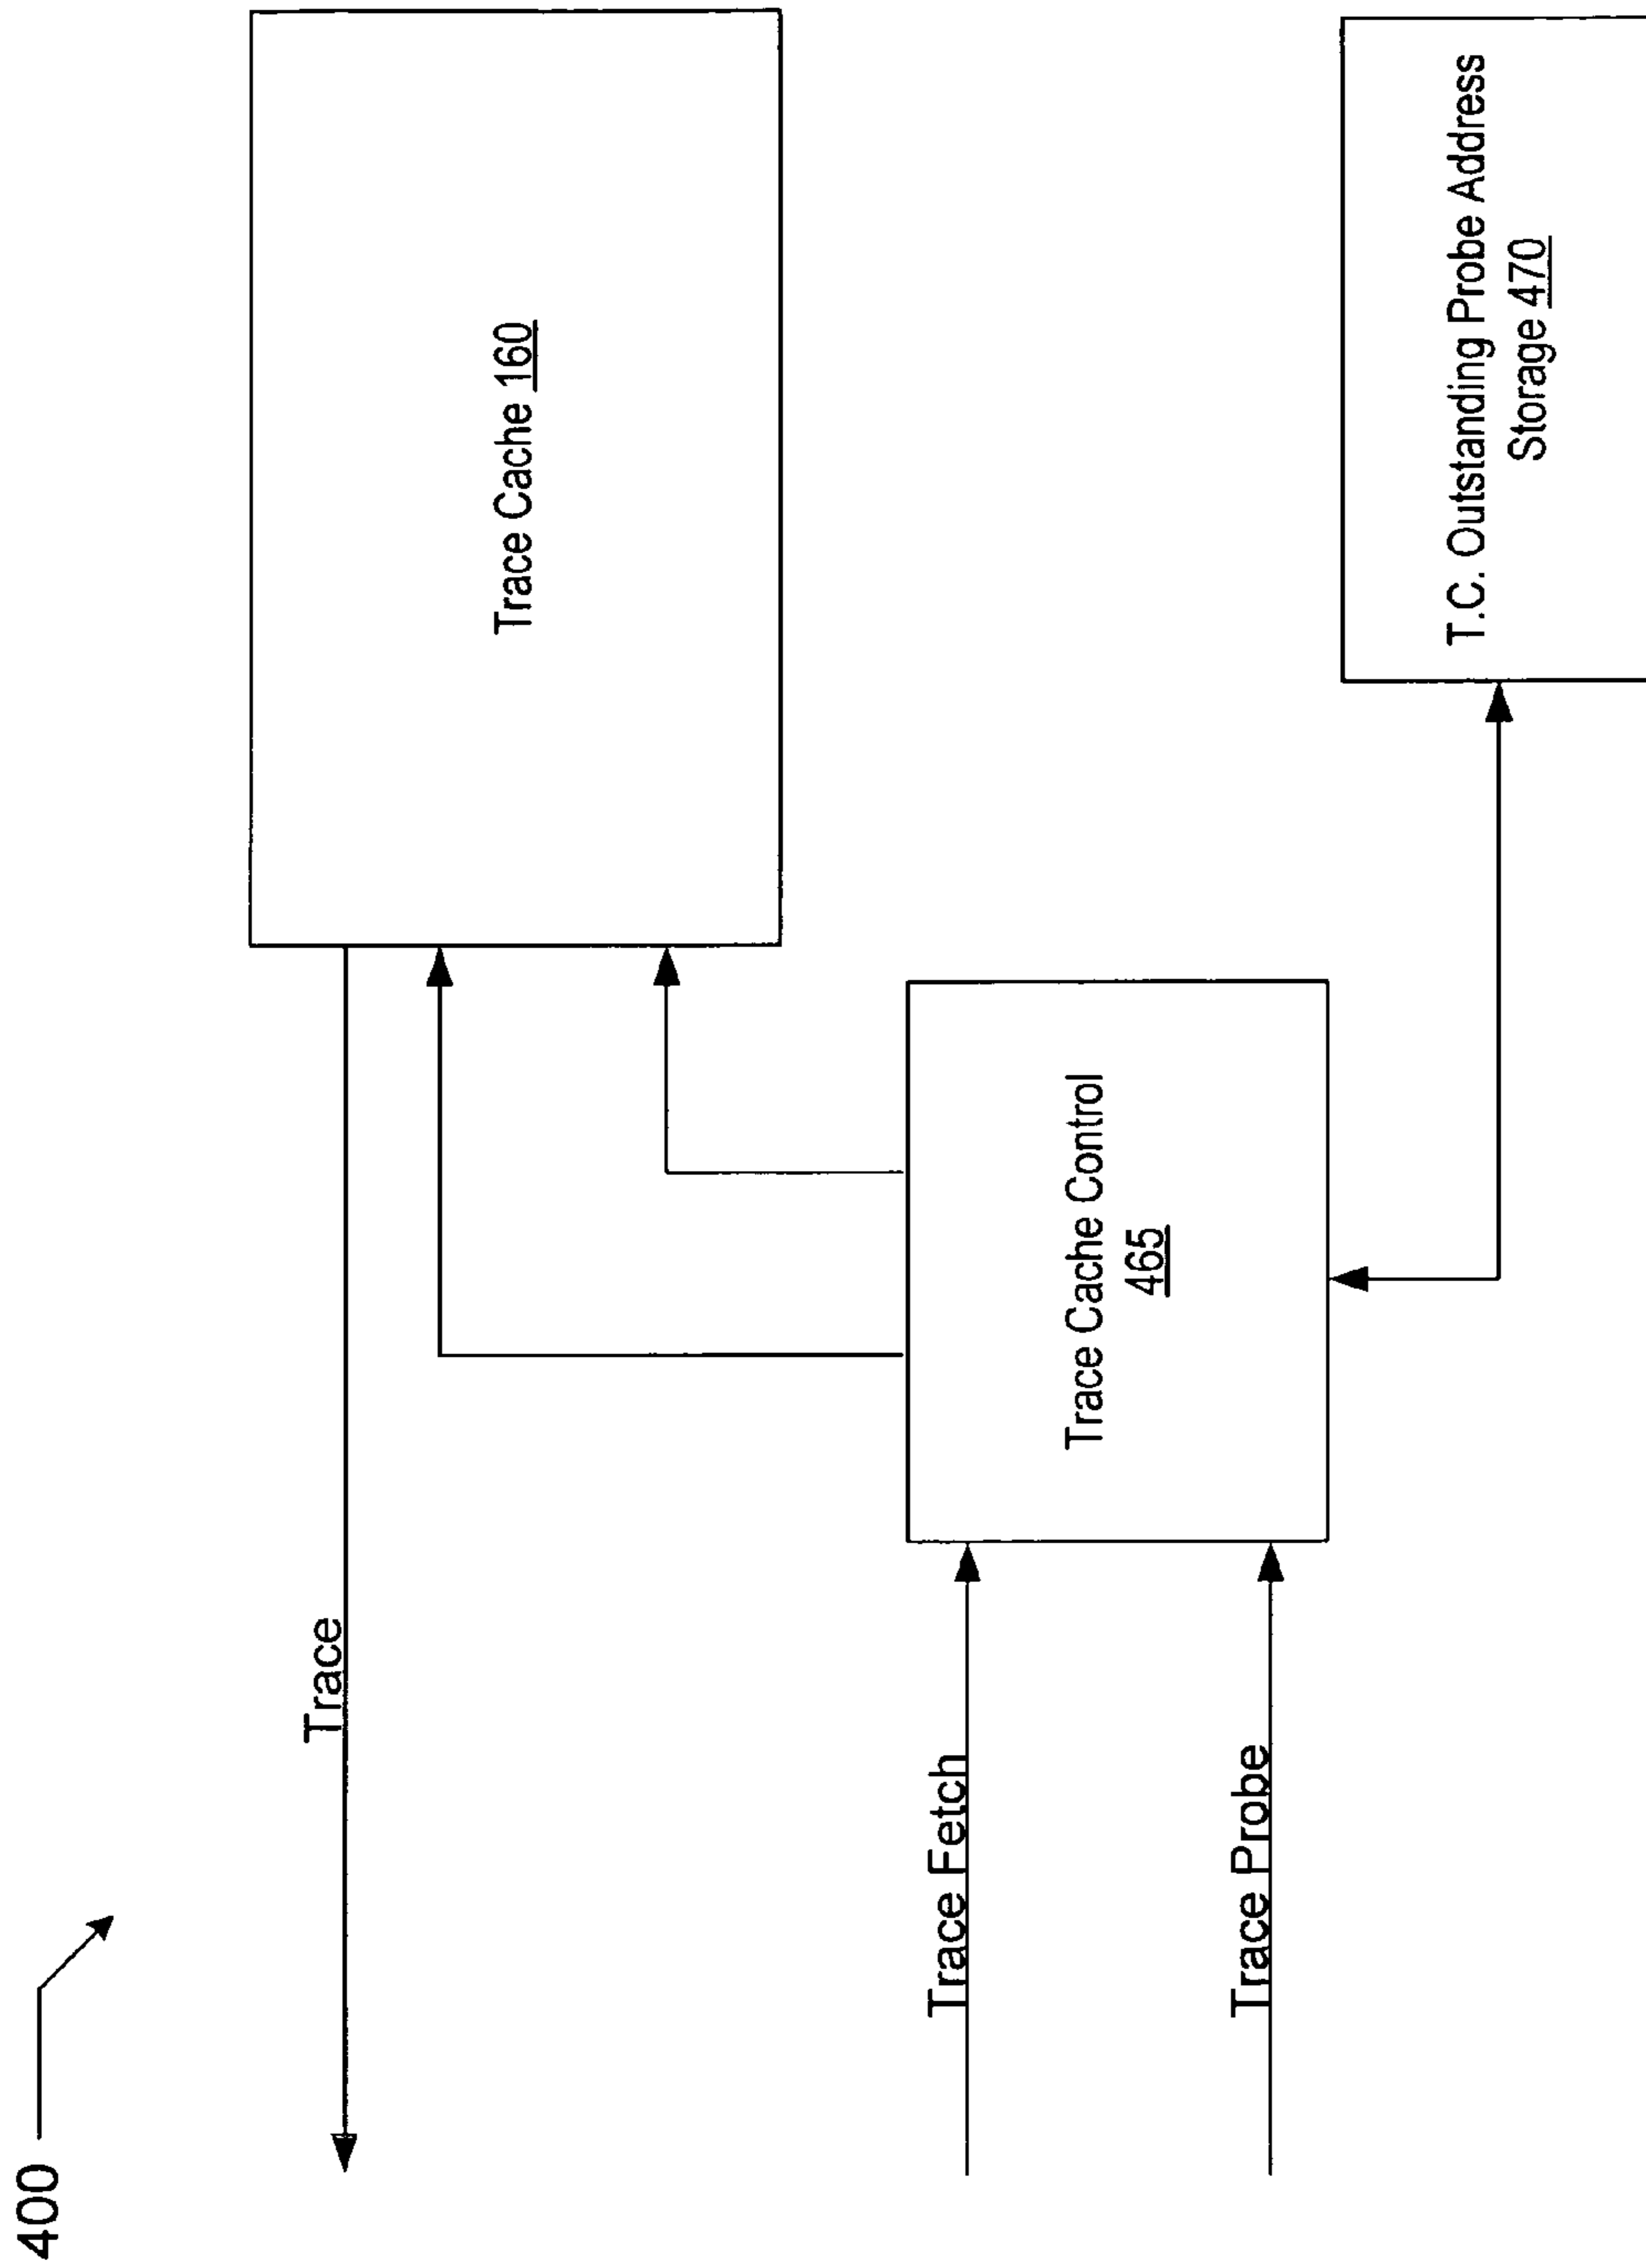 400
Trace
Trace Cache 160
Trace Fetch
Trace Cache Control
465
Trace Probe
T.C. Outstanding Probe Address
Storage 470